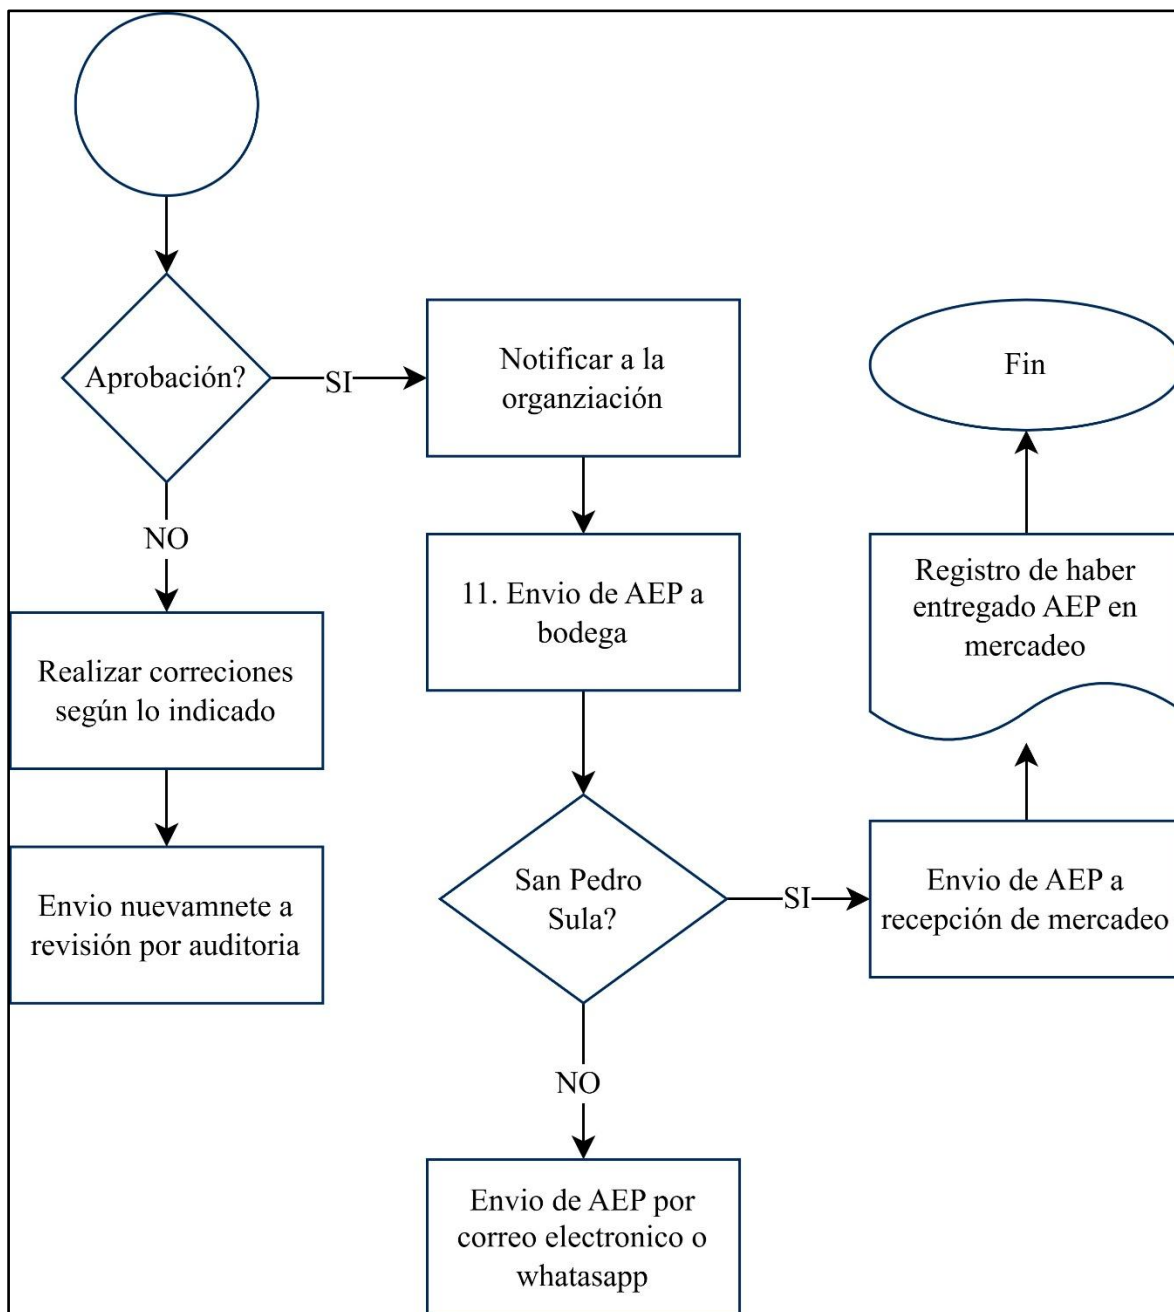 Aprobación?
SI
Notificar a la
organziación
Fin
NO
11. Envio de AEP a
bodega
Registro de haber
entregado AEP en
mercadeo
Realizar correciones
según lo indicado
Envio nuevamnete a
revisión por auditoria
San Pedro
Sula?
SI
Envio de AEP a
recepción de mercadeo
NO
Envio de AEP por
correo electronico o
whatasapp